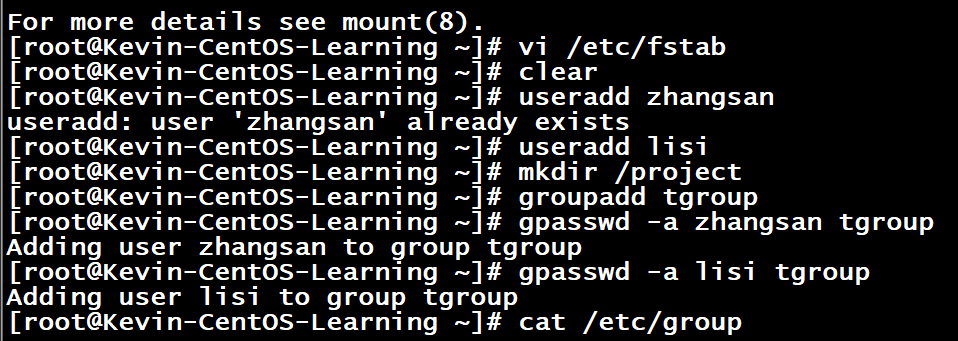 For more details see mount(8).
[root@Kevin-CentOS-Learning ~]# vi /etc/fstab
[root@Kevin-CentOS-Learning ~]# clear
[root@Kevin-CentOS-Learning ~]# useradd zhangsan
useradd: user 'zhangsan' already exists
[root@Kevin-CentOS-Learning ~]# useradd lisi
[root@Kevin-CentOS-Learning ~]# mkdir /project
[root@Kevin-CentOS-Learning ~]# groupadd tgroup
[root@Kevin-CentOS-Learning ~]# gpasswd -a zhangsan tgroup
Adding user zhangsan to group tgroup
[root@Kevin-CentOS-Learning ~]# gpasswd -a lisi tgroup
Adding user lisi to group tgroup
[root@Kevin-CentOS-Learning ~]# cat /etc/group